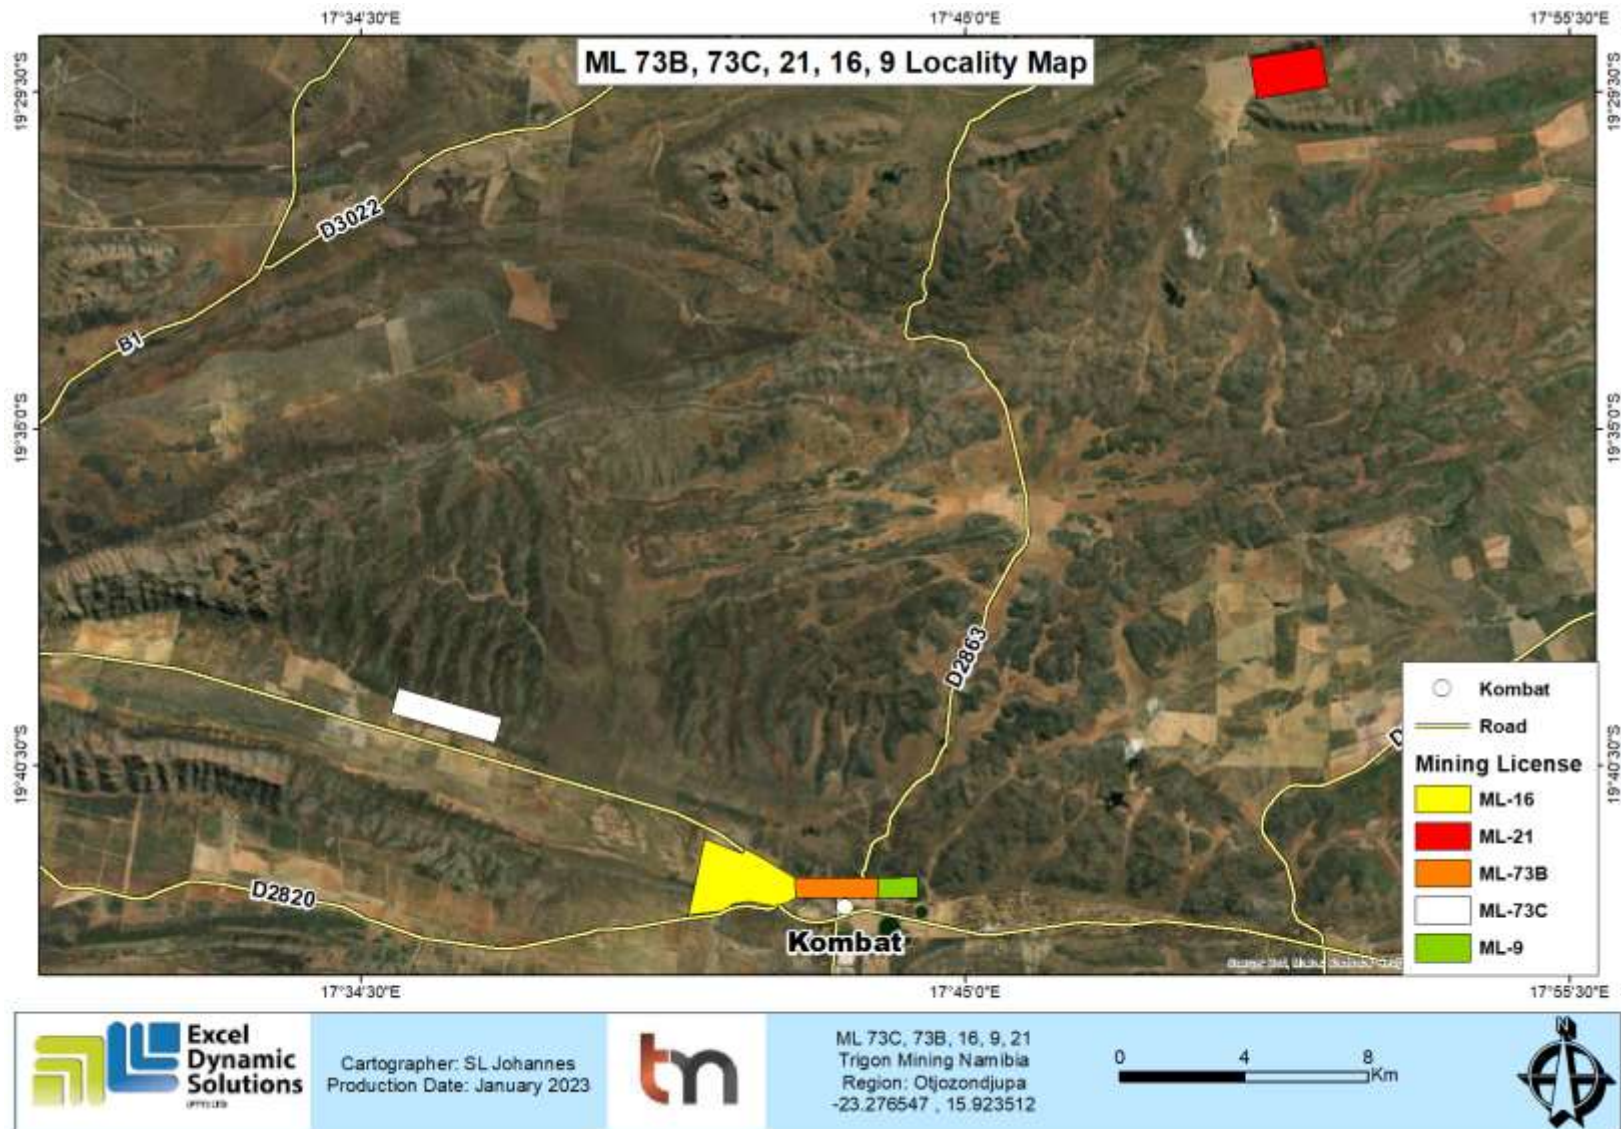 17°34'30"E
17°45'0"E
17°55'30"E
ML 73B, 73C, 21, 16, 9 Locality Map
19°29'30"S
19°29'30"S
D3022
B1
19°35'0"S
19°35'0"S
D2863
19°40'30"S
19°40'30"S
D2820
Kombat
D
Kombat
Road
Mining License
ML-16
ML-21
ML-73B
ML-73C
ML-9
17°34'30"E
17°45'0"E
17°55'30"E
Excel
Dynamic
Solutions
(PTY) LTD
Cartographer: SL Johannes
Production Date: January 2023
tm
ML 73C, 73B, 16, 9, 21
Trigon Mining Namibia
Region: Otjozondjupa
-23.276547 , 15.923512
0 4 8
Km
N